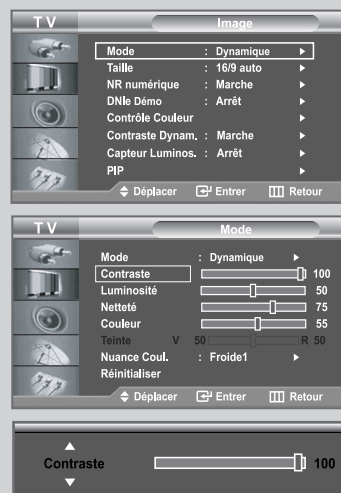 T V Image
Mode : Dynamique
Taille : 16/9 auto
NR numérique : Marche
DNIe Démo : Arrêt
Contrôle Couleur
Contraste Dynam. : Marche
Capteur Luminos. : Arrêt
PIP
Déplacer Entrer Retour
T V Mode
Mode : Dynamique
Contraste 100
Luminosité 50
Netteté 75
Couleur 55
Teinte V 50 R 50
Nuance Coul. : Froide1
Réinitialiser
Déplacer Entrer Retour
Contraste 100